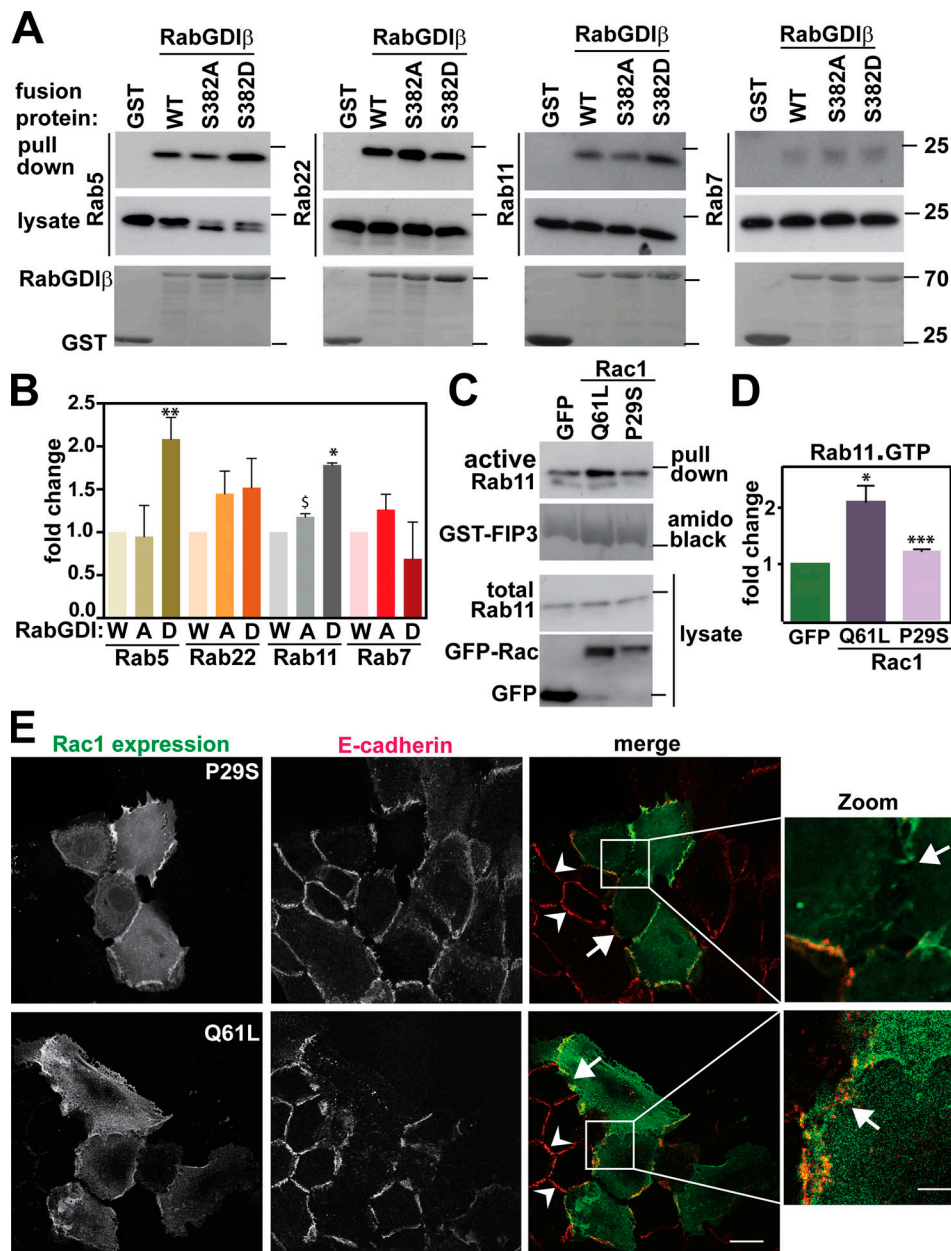 A
RabGDIβ RabGDIβ RabGDIβ RabGDIβ
fusion protein:
GST WT S382A S382D GST WT S382A S382D GST WT S382A S382D GST WT S382A S382D
pull down
Rab5 Rab22 Rab11 Rab7
25
lysate
25
RabGDIβ
70
GST
25
B
fold change
2.5
2.0
1.5
1.0
0.0
**
$
*
RabGDI: W A D W A D W A D W A D
Rab5 Rab22 Rab11 Rab7
C
Rac1
GFP Q61L P29S
active Rab11
pull down
GST-FIP3
amido black
total Rab11
GFP-Rac
GFP
lysate
D
Rab11.GTP
fold change
2
1
*
***
GFP Q61L P29S
Rac1
E
Rac1 expression E-cadherin merge
P29S
Zoom
Q61L